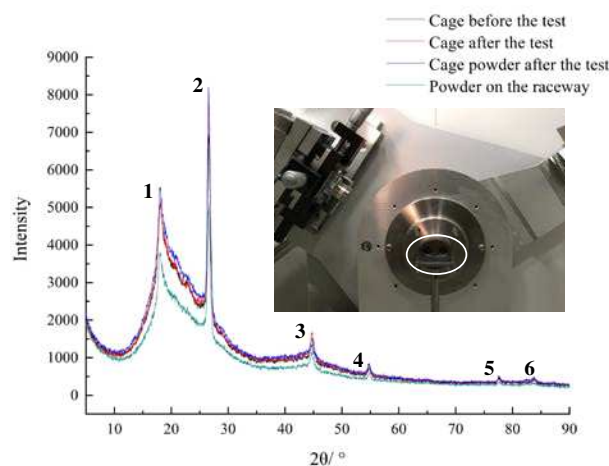 Cage before the test
Cage after the test
Cage powder after the test
Powder on the raceway
9000
8000
7000
6000
5000
4000
3000
2000
1000
0
Intensity
1
2
3
4
5
6
10 20 30 40 50 60 70 80 90
2θ/ °